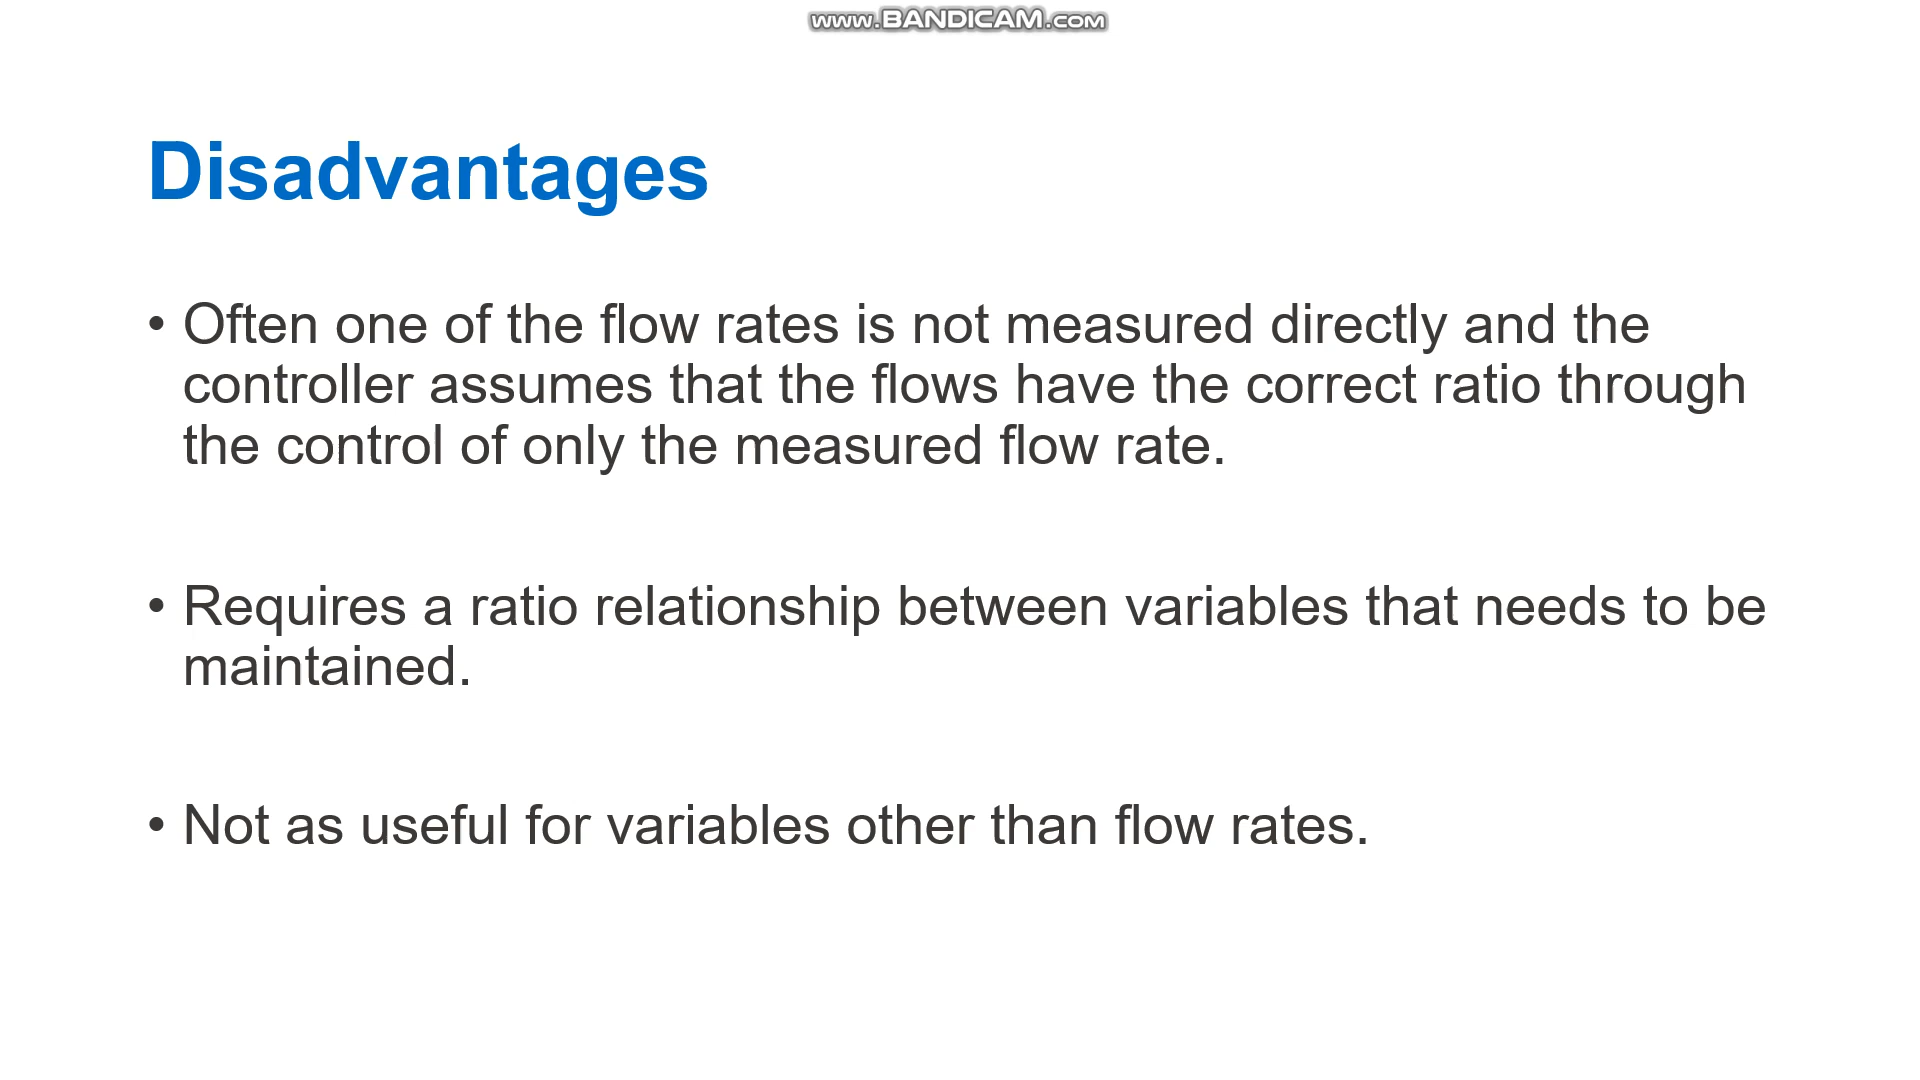 www.BANDICAM.com
Disadvantages
• Often one of the flow rates is not measured directly and the
controller assumes that the flows have the correct ratio through
the control of only the measured flow rate.
• Requires a ratio relationship between variables that needs to be
maintained.
• Not as useful for variables other than flow rates.